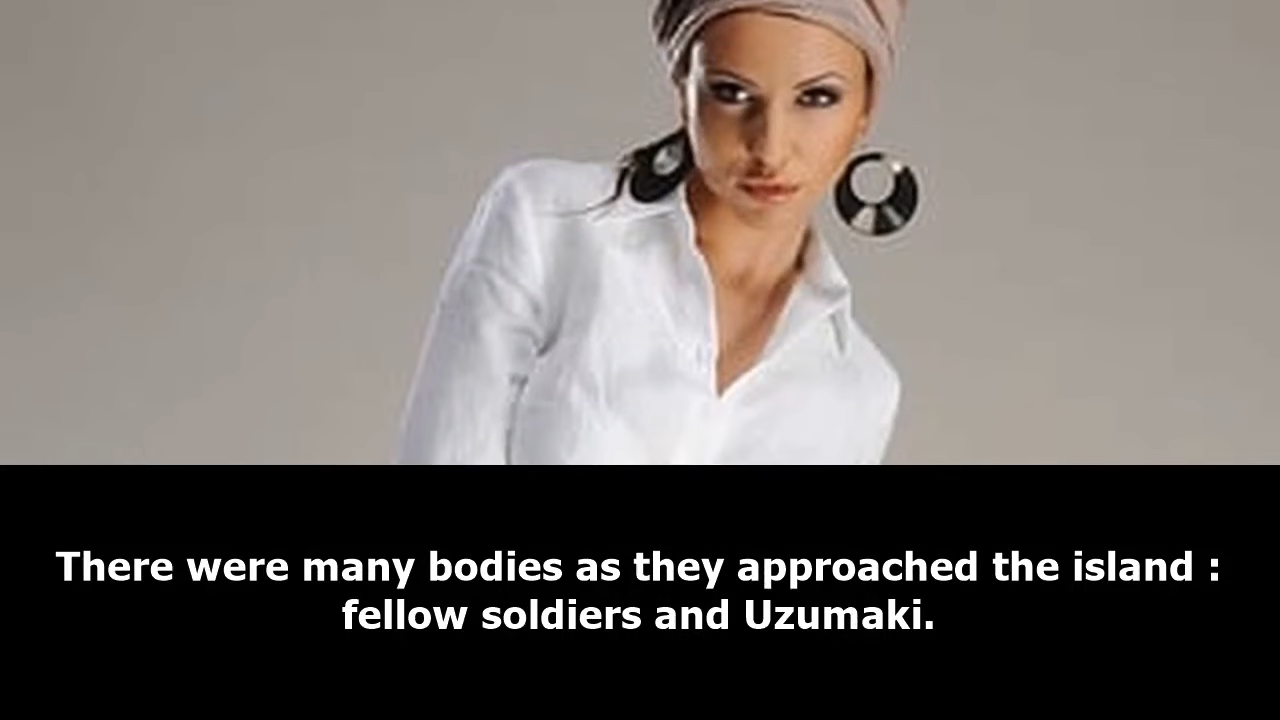 There were many bodies as they approached the island :
fellow soldiers and Uzumaki.